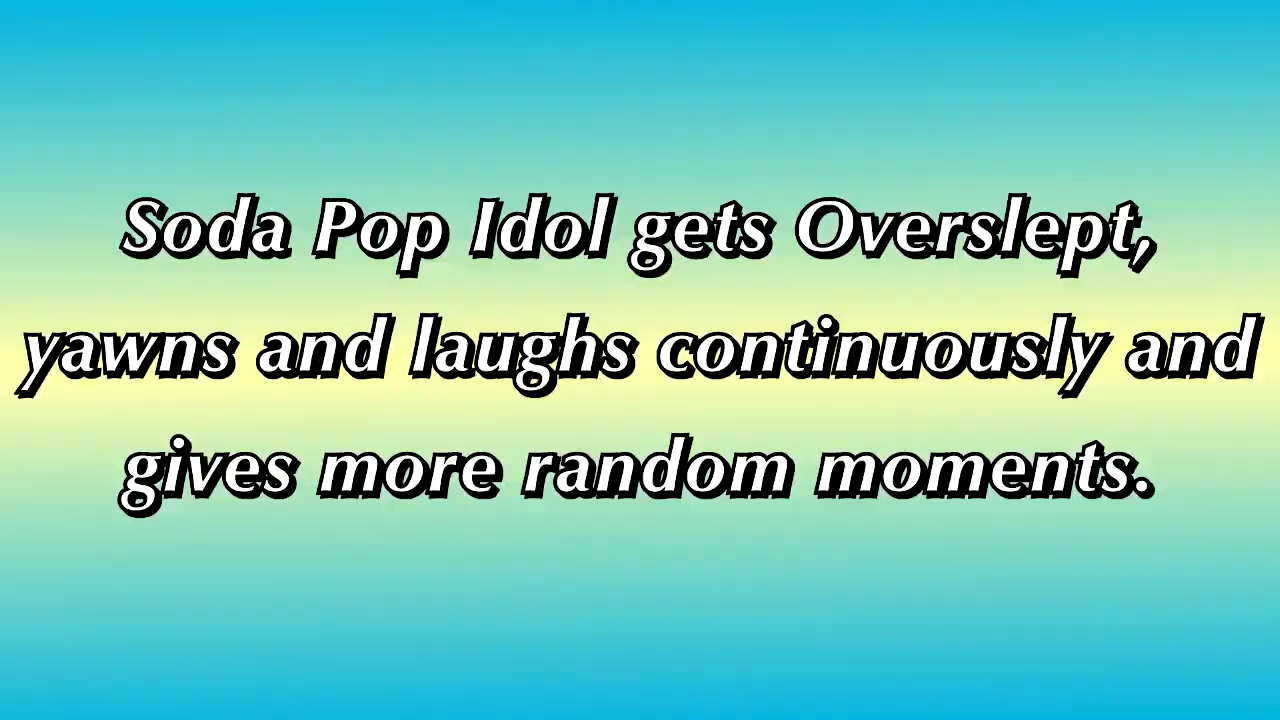 Soda Pop Idol gets Overslept,
yawns and laughs continuously and
gives more random moments.